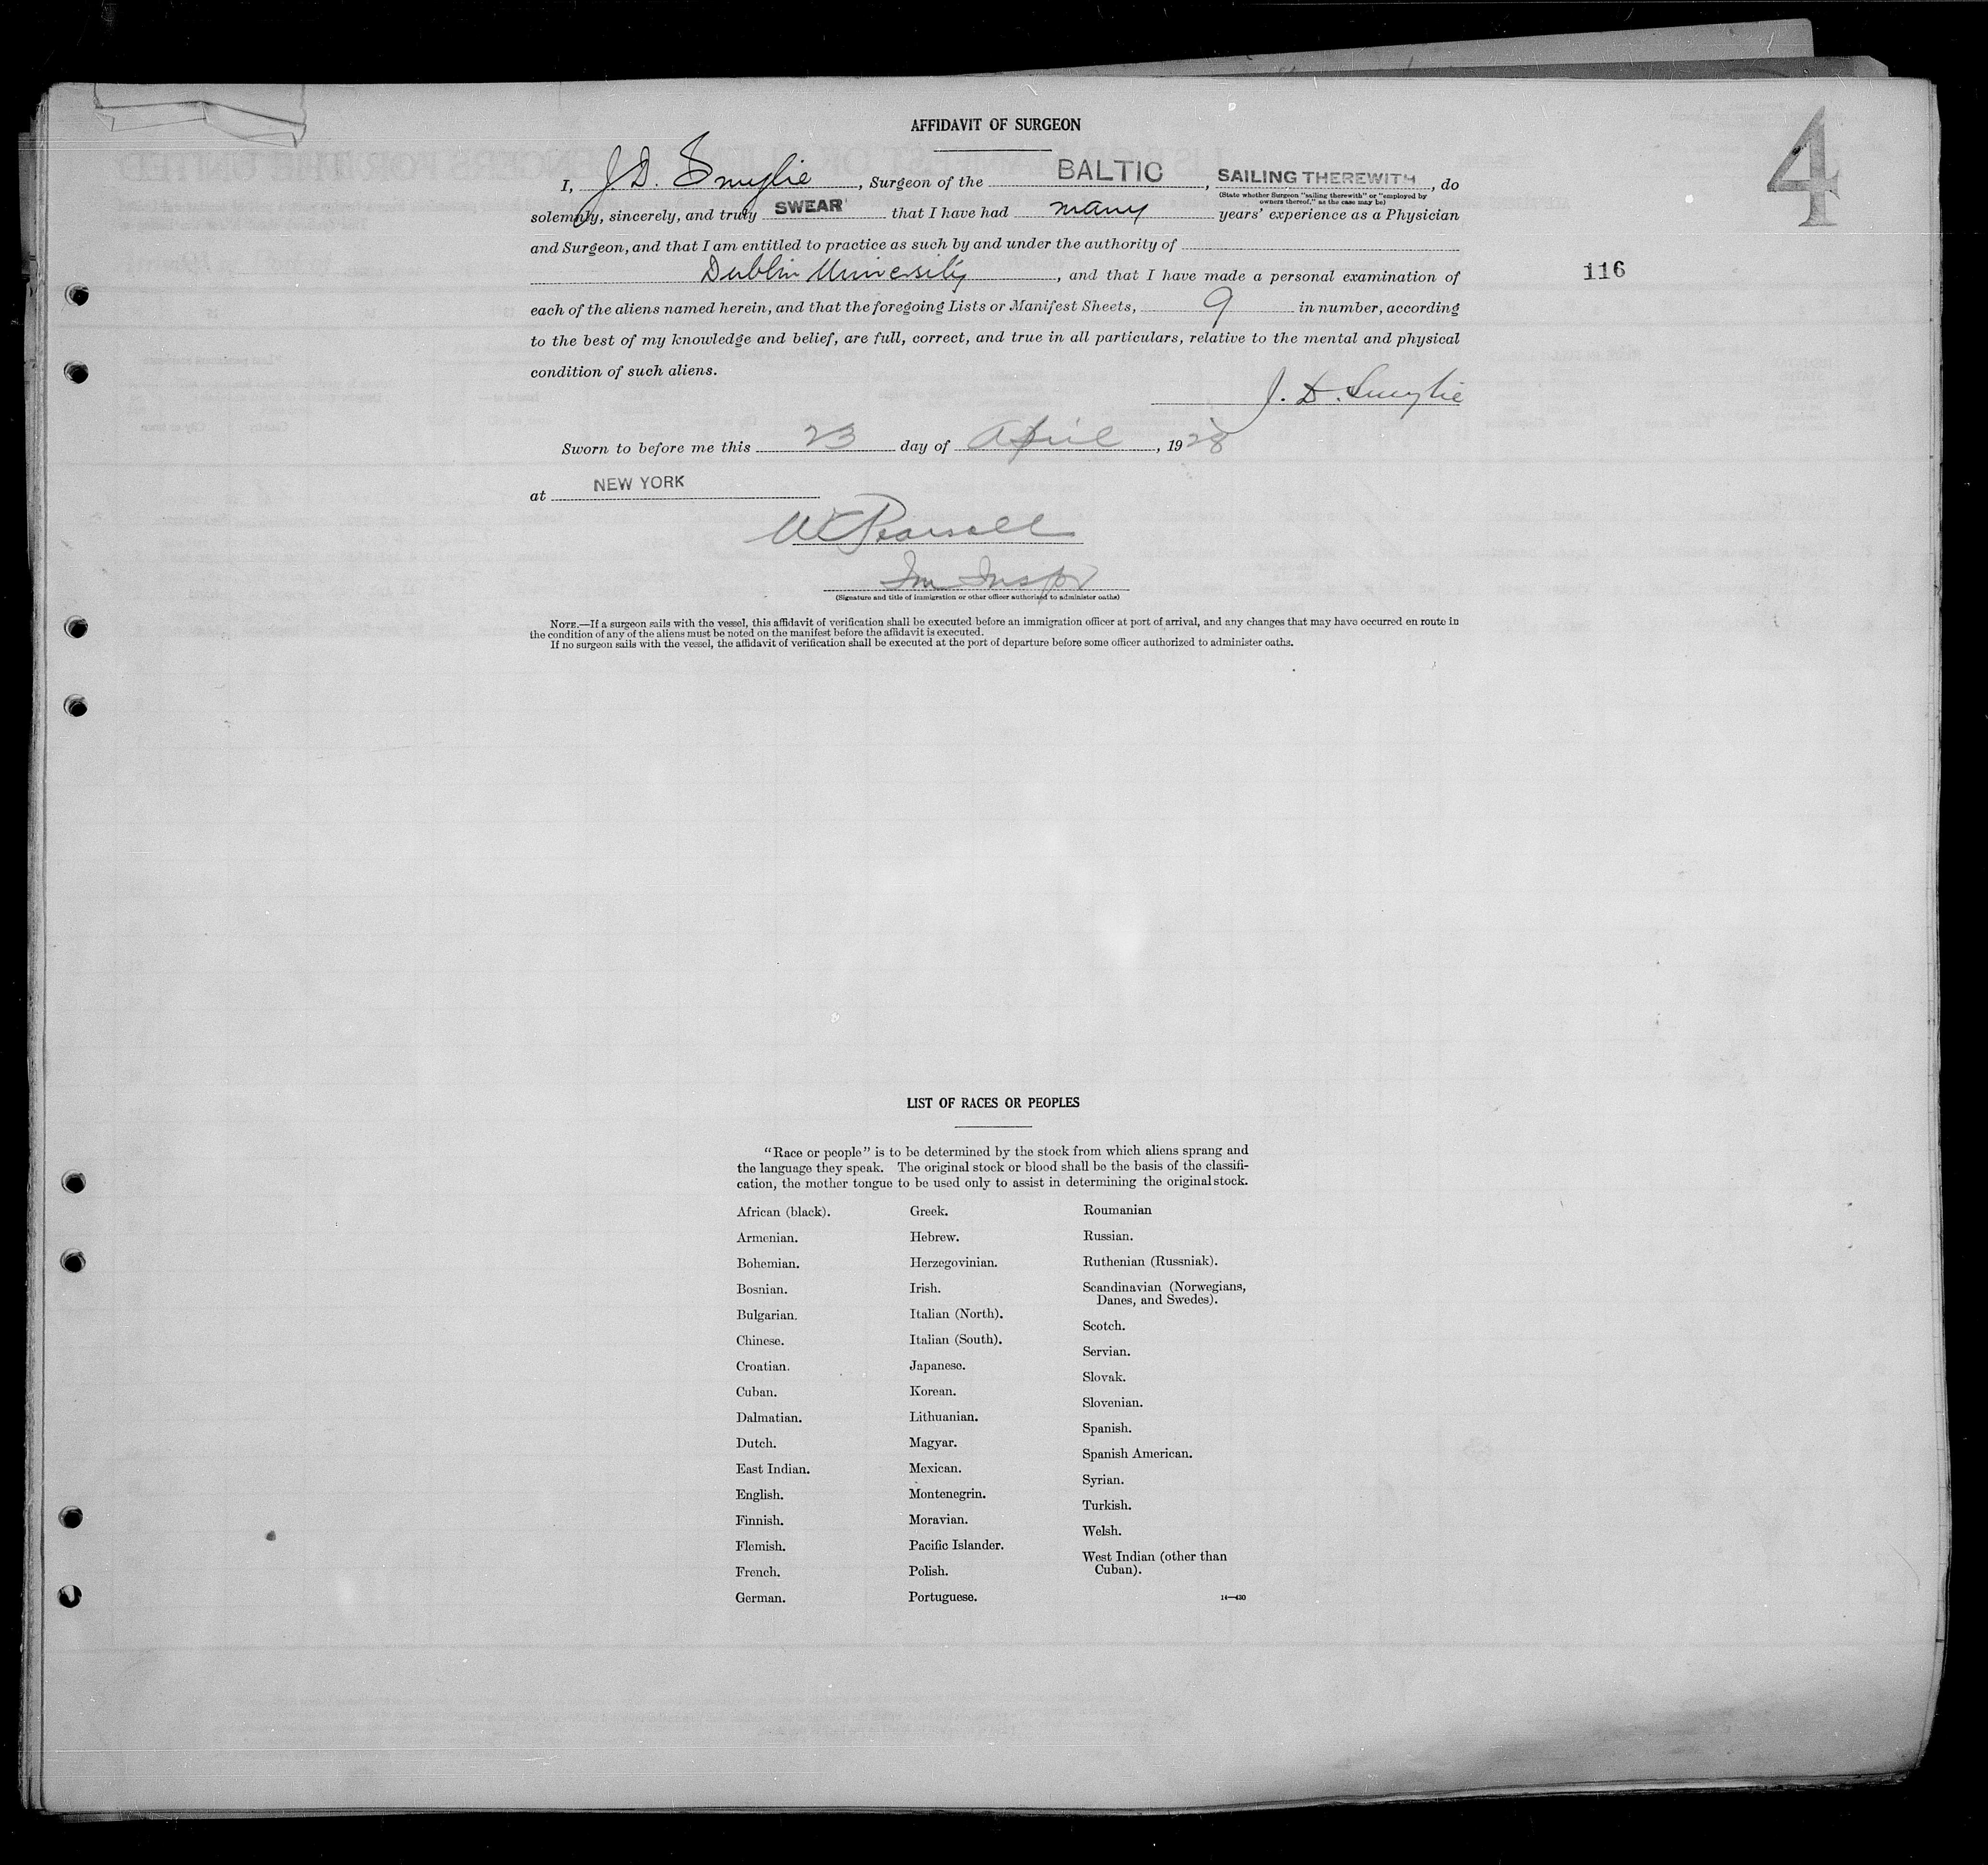 AFFIDAVIT OF SURGEON
4
I, J. D. Smylie, Surgeon of the BALTIC, SAILING THEREWITH, do
(State whether Surgeon "sailing therewith" or "employed by
owners thereof," as the case may be)
solemnly, sincerely, and truly SWEAR that I have had many years' experience as a Physician
and Surgeon, and that I am entitled to practice as such by and under the authority of
Dublin University, and that I have made a personal examination of
116
each of the aliens named herein, and that the foregoing Lists or Manifest Sheets, 9 in number, according
to the best of my knowledge and belief, are full, correct, and true in all particulars, relative to the mental and physical
condition of such aliens.
J. D. Smylie
Sworn to before me this 23 day of April, 1928
at NEW YORK
W Pearsall
Im Inspr
(Signature and title of immigration or other officer authorized to administer oaths)
NOTE.—If a surgeon sails with the vessel, this affidavit of verification shall be executed before an immigration officer at port of arrival, and any changes that may have occurred en route in
the condition of any of the aliens must be noted on the manifest before the affidavit is executed.
If no surgeon sails with the vessel, the affidavit of verification shall be executed at the port of departure before some officer authorized to administer oaths.
LIST OF RACES OR PEOPLES
"Race or people" is to be determined by the stock from which aliens sprang and
the language they speak. The original stock or blood shall be the basis of the classifi-
cation, the mother tongue to be used only to assist in determining the original stock.
African (black).
Armenian.
Bohemian.
Bosnian.
Bulgarian.
Chinese.
Croatian.
Cuban.
Dalmatian.
Dutch.
East Indian.
English.
Finnish.
Flemish.
French.
German.
Greek.
Hebrew.
Herzegovinian.
Irish.
Italian (North).
Italian (South).
Japanese.
Korean.
Lithuanian.
Magyar.
Mexican.
Montenegrin.
Moravian.
Pacific Islander.
Polish.
Portuguese.
Roumanian
Russian.
Ruthenian (Russniak).
Scandinavian (Norwegians,
Danes, and Swedes).
Scotch.
Servian.
Slovak.
Slovenian.
Spanish.
Spanish American.
Syrian.
Turkish.
Welsh.
West Indian (other than
Cuban).
14—430